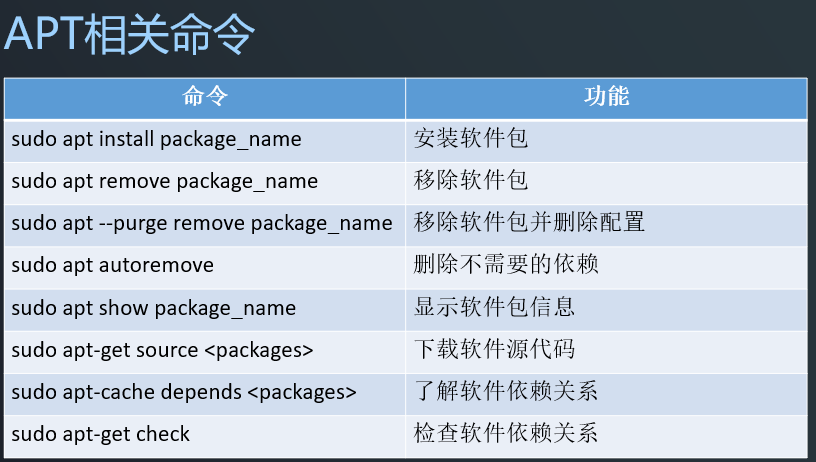 APT相关命令
命令 功能
sudo apt install package_name 安装软件包
sudo apt remove package_name 移除软件包
sudo apt --purge remove package_name 移除软件包并删除配置
sudo apt autoremove 删除不需要的依赖
sudo apt show package_name 显示软件包信息
sudo apt-get source <packages> 下载软件源代码
sudo apt-cache depends <packages> 了解软件依赖关系
sudo apt-get check 检查软件依赖关系